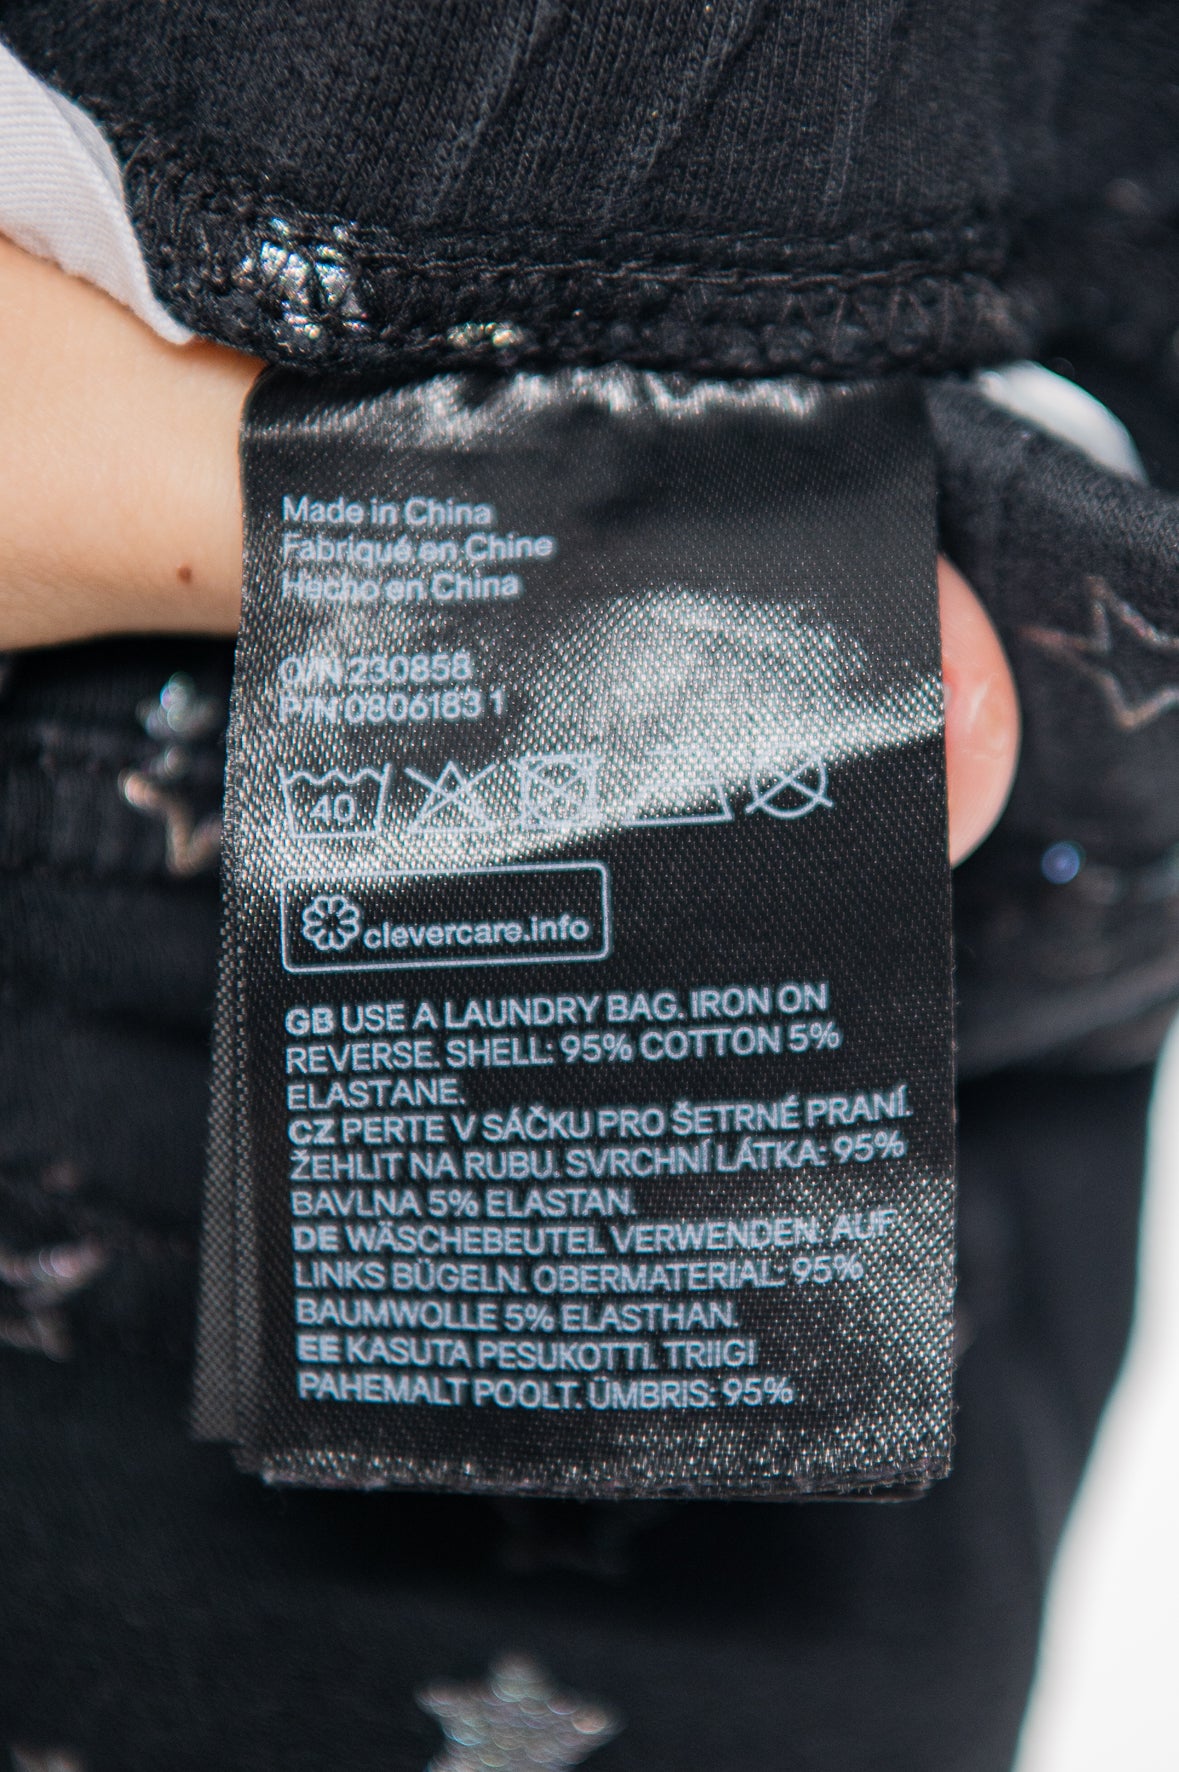 Made in China
Fabriqué en Chine
Hecho en China
O/N 230858
P/N 0806183 1
40
clevercare.info
GB USE A LAUNDRY BAG. IRON ON
REVERSE. SHELL: 95% COTTON 5%
ELASTANE.
CZ PERTE V SÁČKU PRO ŠETRNÉ PRANÍ.
ŽEHLIT NA RUBU. SVRCHNÍ LÁTKA: 95%
BAVLNA 5% ELASTAN.
DE WÄSCHEBEUTEL VERWENDEN. AUF
LINKS BÜGELN. OBERMATERIAL: 95%
BAUMWOLLE 5% ELASTHAN.
EE KASUTA PESUKOTTI. TRIIGI
PAHEMALT POOLT. ÜMBRIS: 95%